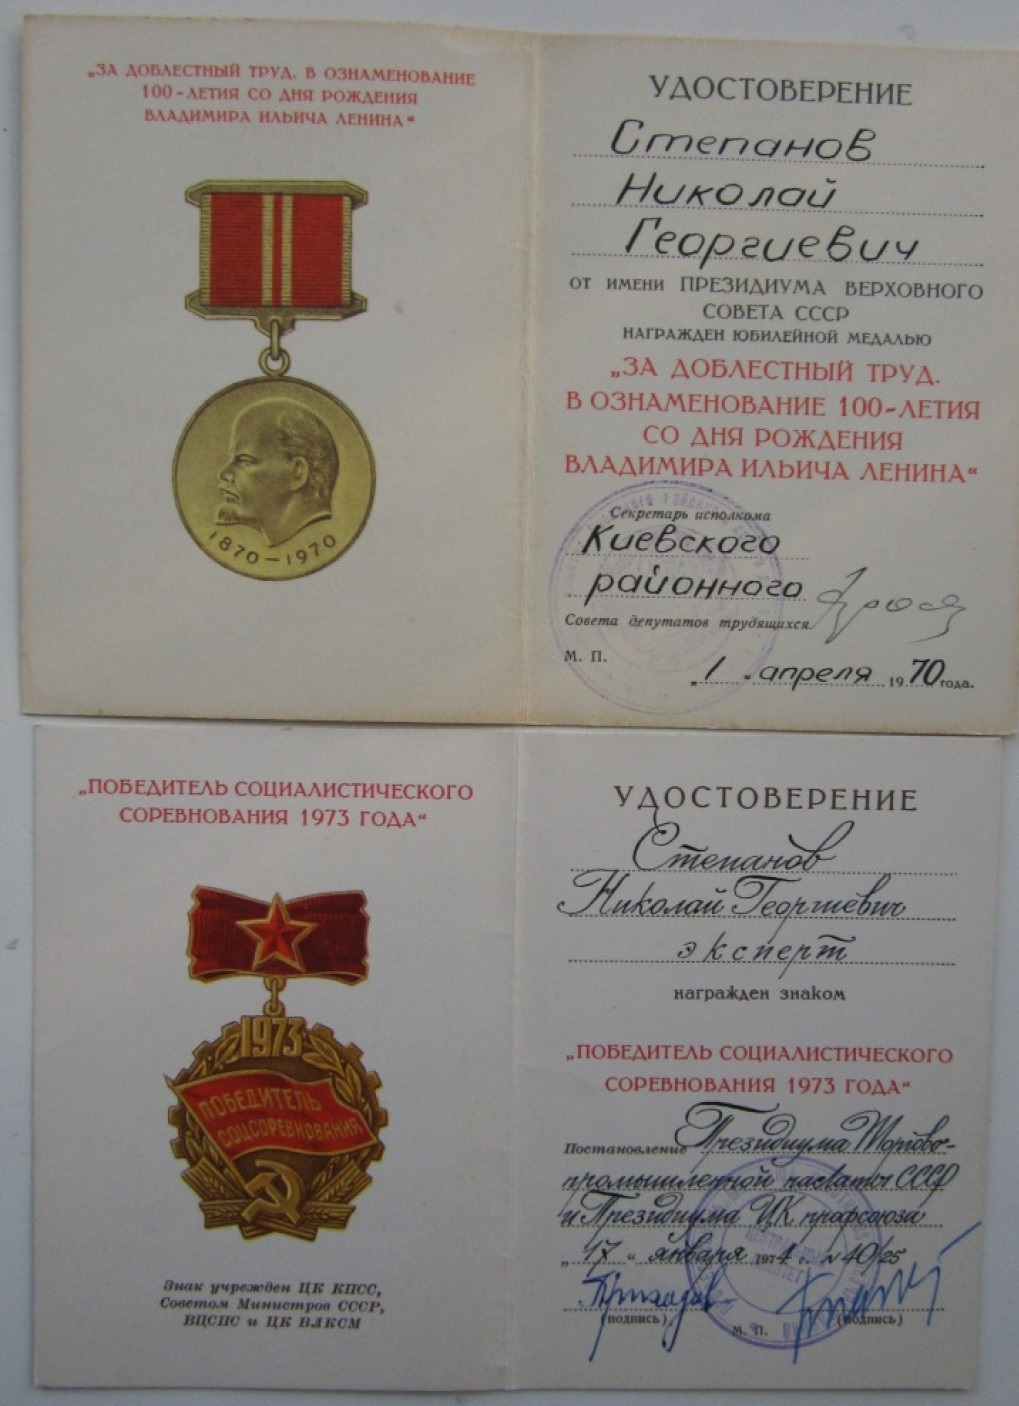 „ЗА ДОБЛЕСТНЫЙ ТРУД. В ОЗНАМЕНОВАНИЕ
100-ЛЕТИЯ СО ДНЯ РОЖДЕНИЯ
ВЛАДИМИРА ИЛЬИЧА ЛЕНИНА“
1870-1970
УДОСТОВЕРЕНИЕ
Степанов
Николай
Георгиевич
ОТ ИМЕНИ ПРЕЗИДИУМА ВЕРХОВНОГО
СОВЕТА СССР
НАГРАЖДЕН ЮБИЛЕЙНОЙ МЕДАЛЬЮ
„ЗА ДОБЛЕСТНЫЙ ТРУД.
В ОЗНАМЕНОВАНИЕ 100-ЛЕТИЯ
СО ДНЯ РОЖДЕНИЯ
ВЛАДИМИРА ИЛЬИЧА ЛЕНИНА“
Секретарь исполкома
Киевского
районного
Совета депутатов трудящихся
М. П.
„1“ апреля 1970 года.
„ПОБЕДИТЕЛЬ СОЦИАЛИСТИЧЕСКОГО
СОРЕВНОВАНИЯ 1973 ГОДА“
1973
ПОБЕДИТЕЛЬ
СОЦСОРЕВНОВАНИЯ
Знак учрежден ЦК КПСС,
Советом Министров СССР,
ВЦСПС и ЦК ВЛКСМ
УДОСТОВЕРЕНИЕ
Степанов
Николай Георгиевич
эксперт
награжден знаком
„ПОБЕДИТЕЛЬ СОЦИАЛИСТИЧЕСКОГО
СОРЕВНОВАНИЯ 1973 ГОДА“
Постановление Президиума Торгово-
промышленной палаты СССР
и Президиума ЦК профсоюза
„17“ января 1974 г. N 40/25
(подпись) М. П. (подпись)